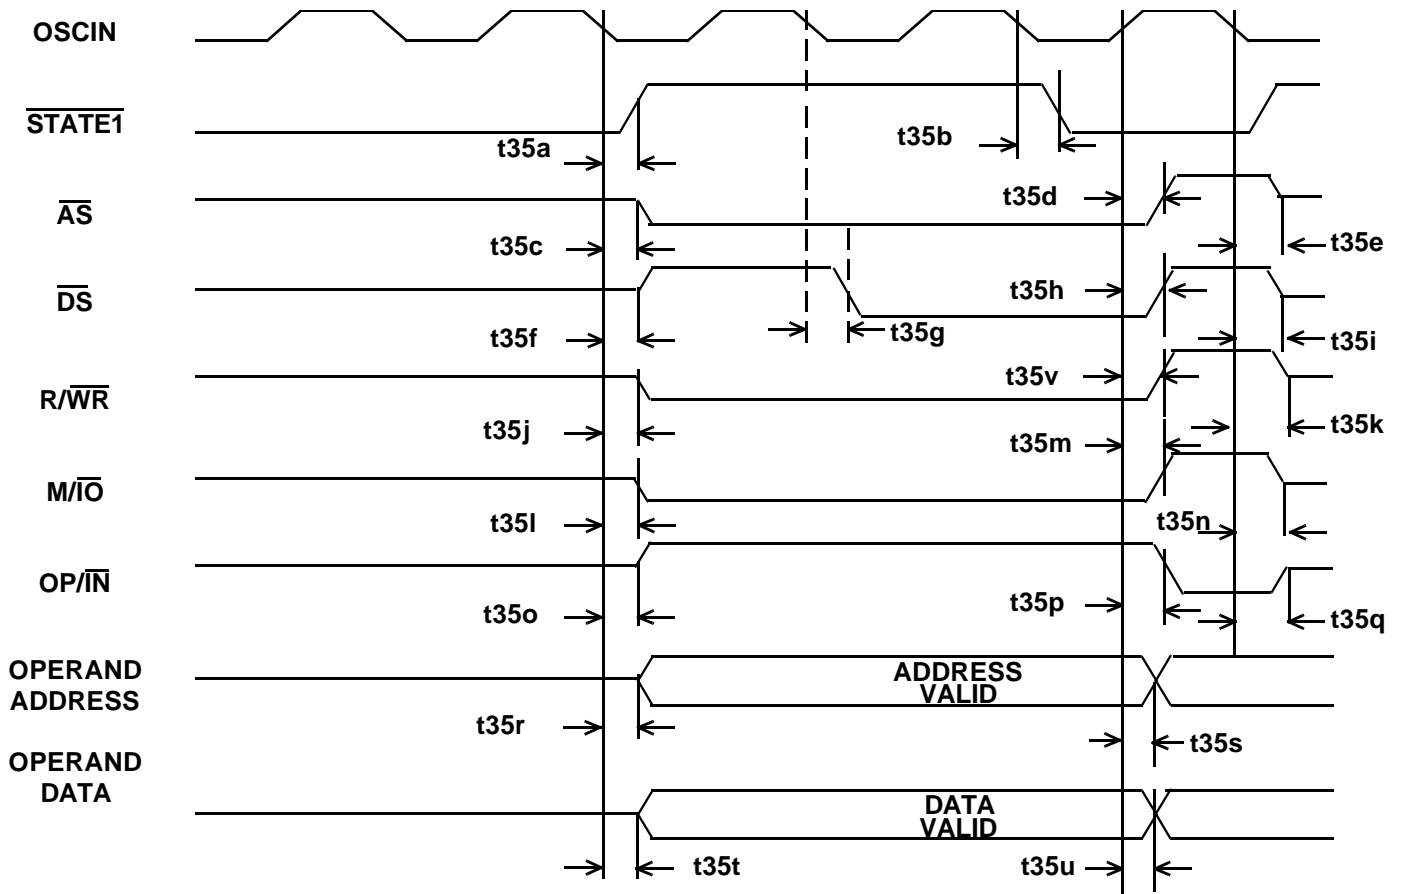 OSCIN
STATE1
t35a
t35b
AS
t35d
t35c
t35e
DS
t35h
t35f
t35g
t35i
R/WR
t35v
t35j
t35k
t35m
M/IO
t35l
t35n
OP/IN
t35o
t35p
t35q
OPERAND
ADDRESS
ADDRESS
VALID
t35r
t35s
OPERAND
DATA
DATA
VALID
t35t
t35u